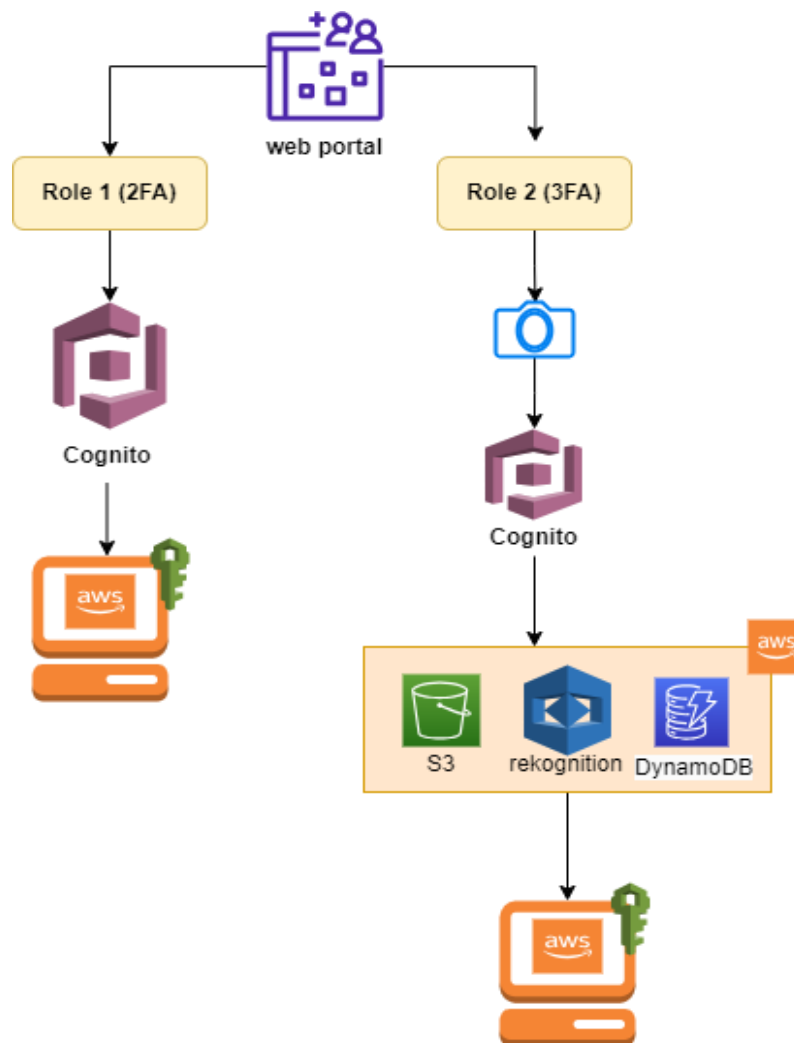 web portal
Role 1 (2FA)
Role 2 (3FA)
Cognito
Cognito
aws
aws
S3
rekognition
DynamoDB
aws